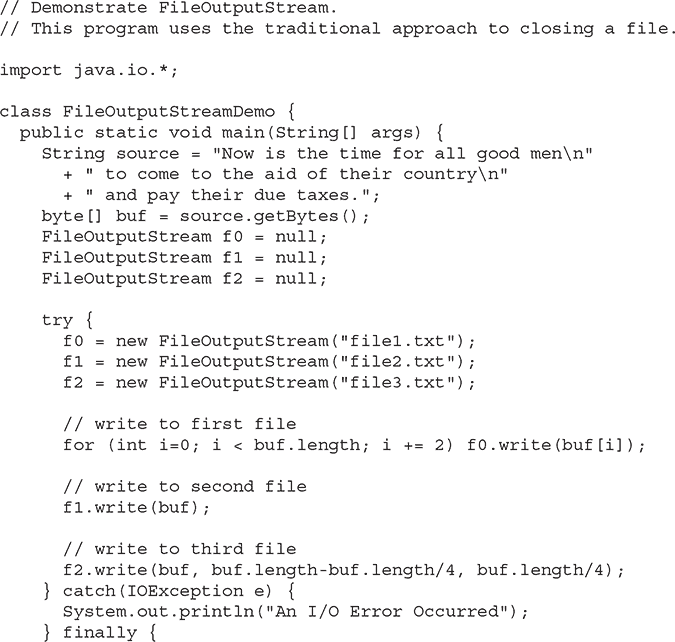 // Demonstrate FileOutputStream.
// This program uses the traditional approach to closing a file.

import java.io.*;

class FileOutputStreamDemo {
  public static void main(String[] args) {
    String source = "Now is the time for all good men\n"
      + " to come to the aid of their country\n"
      + " and pay their due taxes.";
    byte[] buf = source.getBytes();
    FileOutputStream f0 = null;
    FileOutputStream f1 = null;
    FileOutputStream f2 = null;

    try {
      f0 = new FileOutputStream("file1.txt");
      f1 = new FileOutputStream("file2.txt");
      f2 = new FileOutputStream("file3.txt");

      // write to first file
      for (int i=0; i < buf.length; i += 2) f0.write(buf[i]);

      // write to second file
      f1.write(buf);

      // write to third file
      f2.write(buf, buf.length-buf.length/4, buf.length/4);
    } catch(IOException e) {
      System.out.println("An I/O Error Occurred");
    } finally {